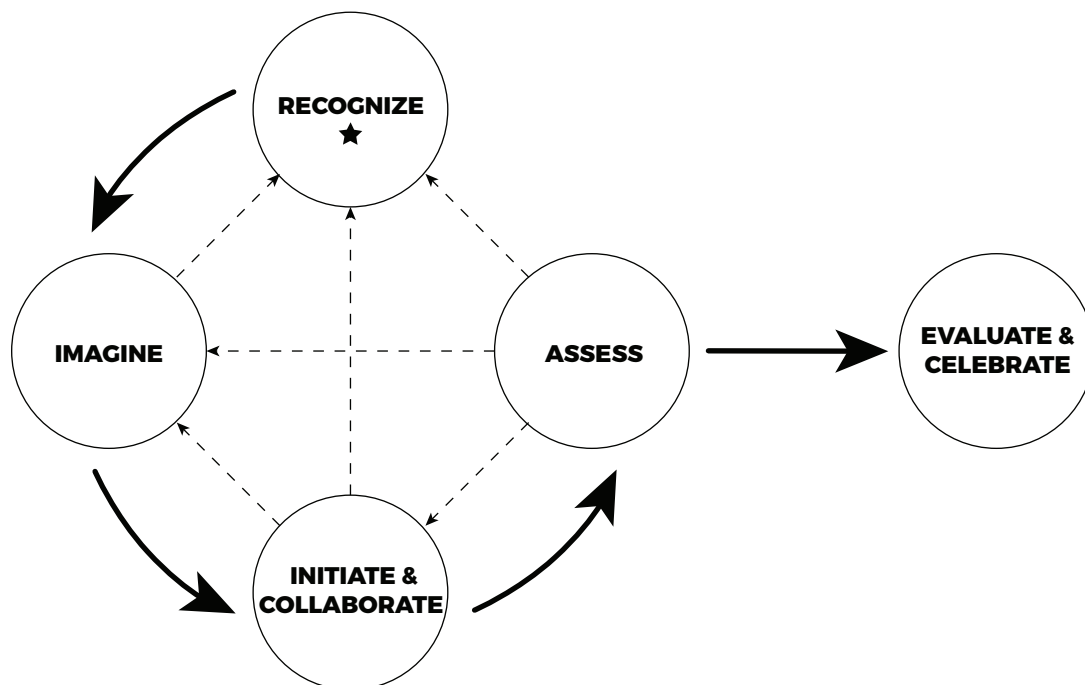 RECOGNIZE
IMAGINE
ASSESS
EVALUATE &
CELEBRATE
INITIATE &
COLLABORATE